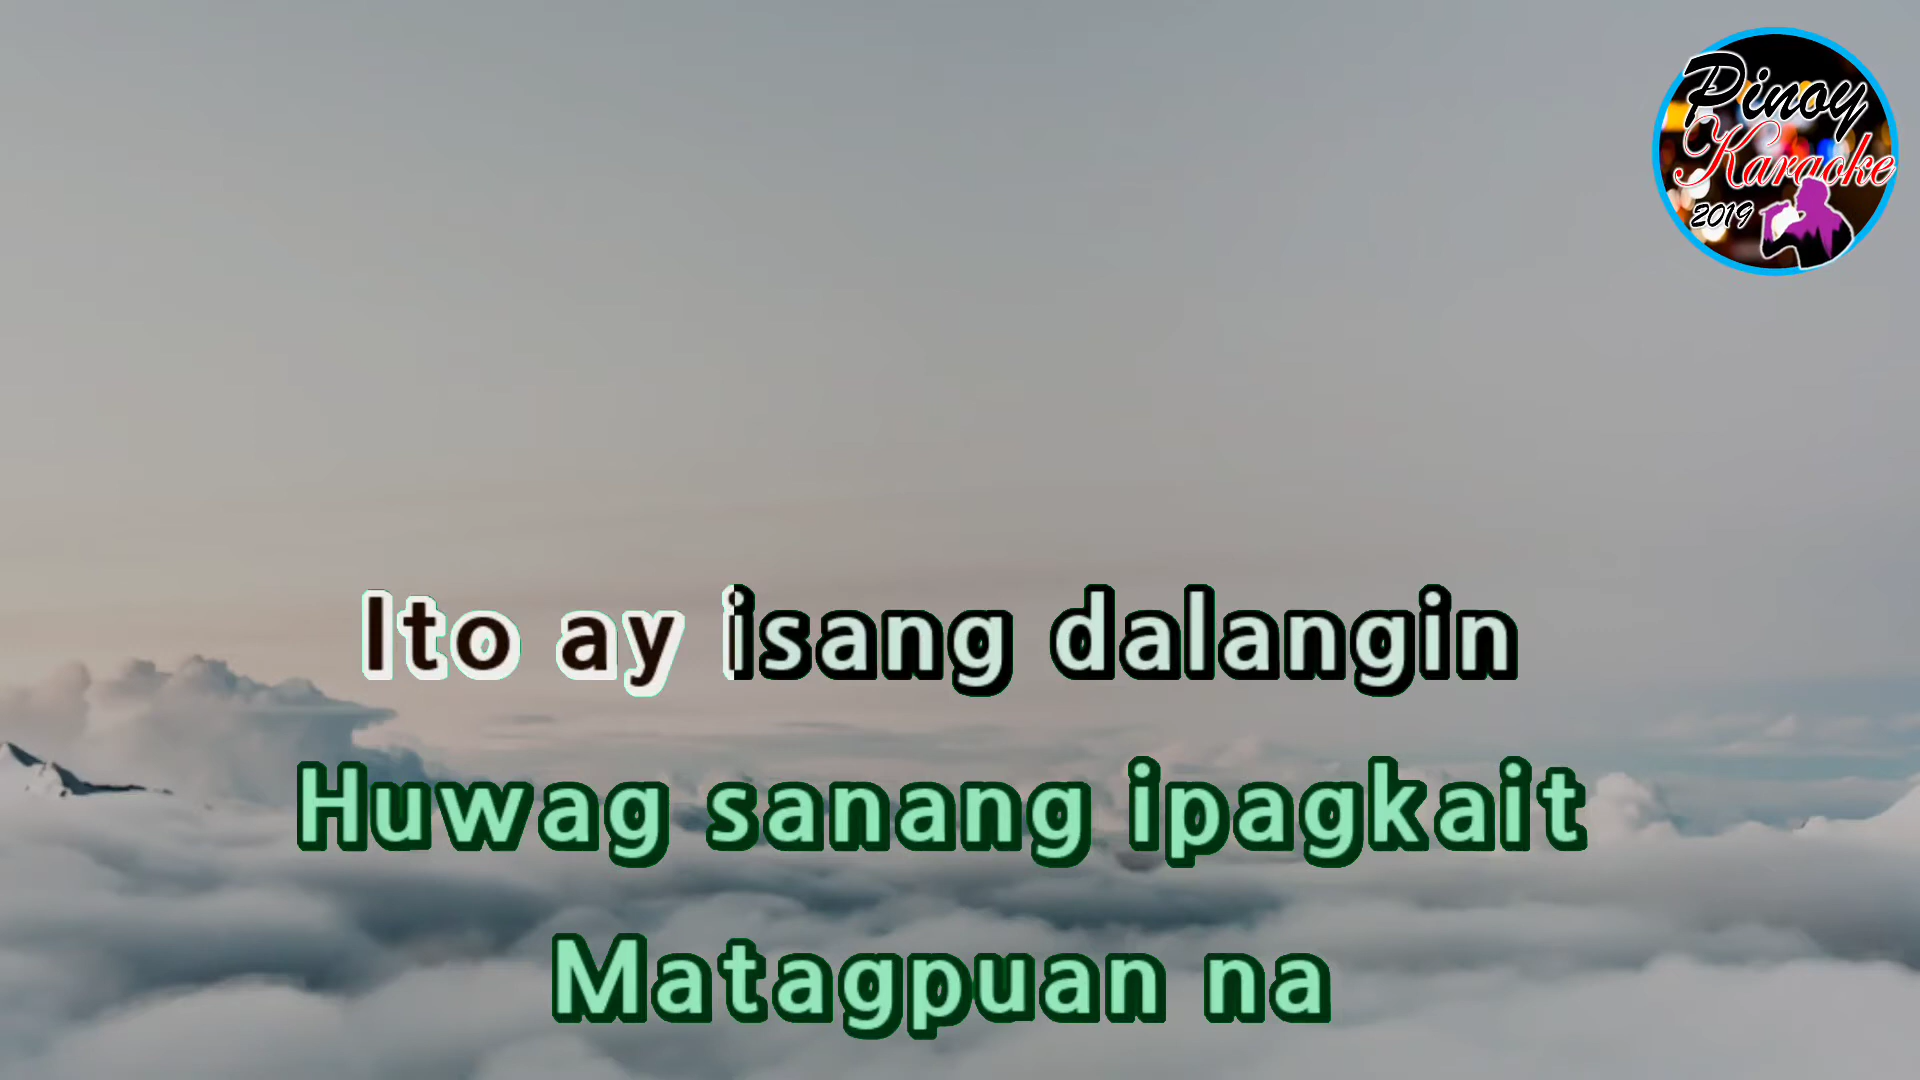 Pinoy
Karaoke
2019
Ito ay isang dalangin
Huwag sanang ipagkait
Matagpuan na